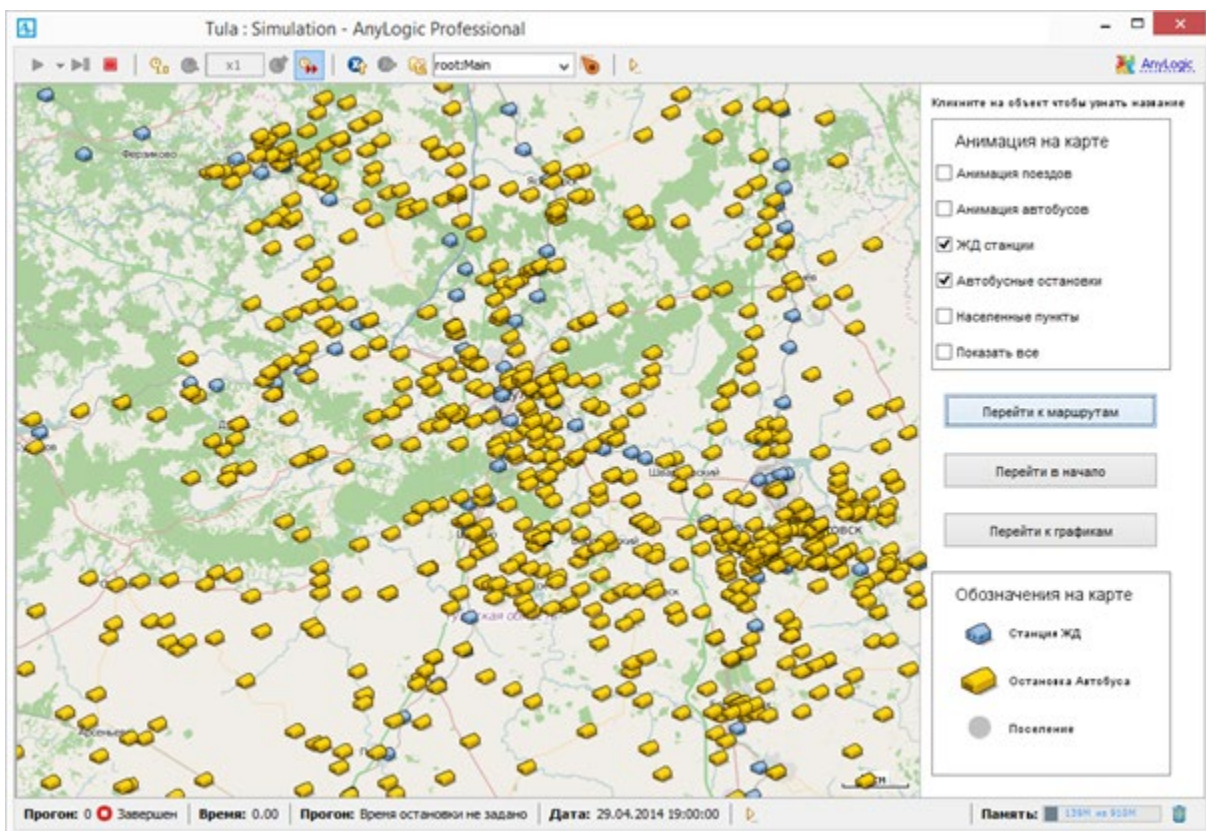 Tula : Simulation - AnyLogic Professional
x1
root:Main
AnyLogic
Кликните на объект чтобы узнать название
Анимация на карте
Анимация поездов
Анимация автобусов
ЖД станции
Автобусные остановки
Населенные пункты
Показать все
Перейти к маршрутам
Перейти в начало
Перейти к графикам
Обозначения на карте
Станция ЖД
Остановка Автобуса
Поселение
Ферзиково
Прогон: 0 Завершен Время: 0.00 Прогон: Время остановки не задано Дата: 29.04.2014 19:00:00 Память: 139M из 910M